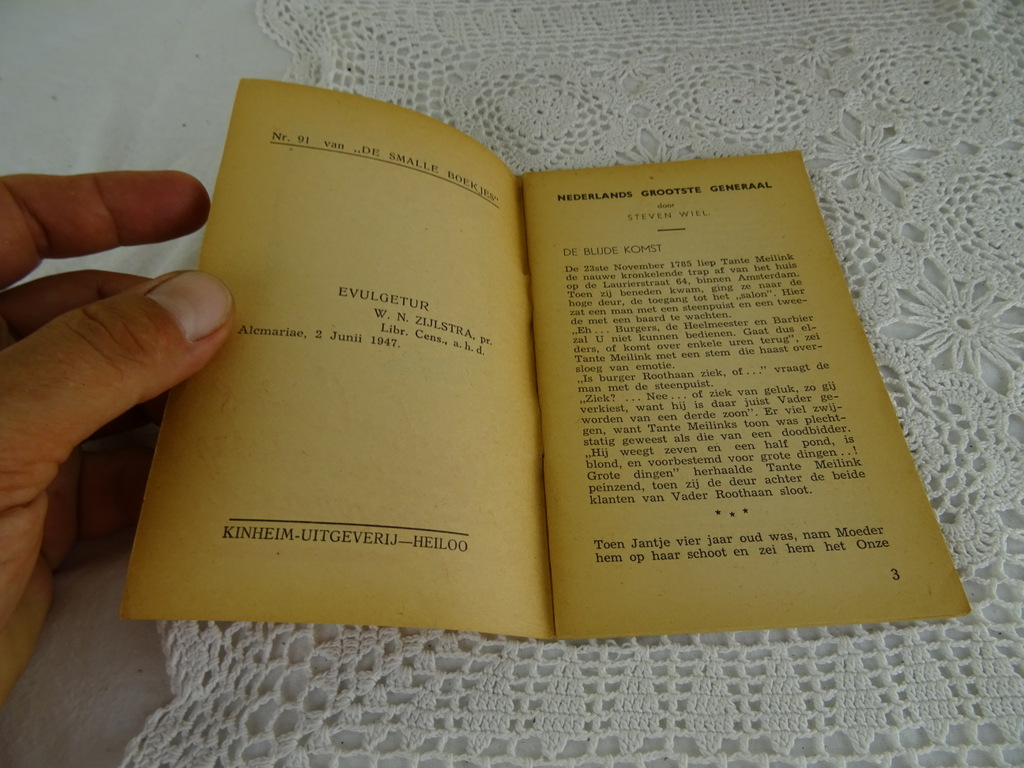 Nr. 91 van „DE SMALLE BOEKJES"
EVULGETUR
W. N. ZIJLSTRA, pr.
Libr. Cens., a. h. d.
Alcmariae, 2 Junii 1947.
KINHEIM-UITGEVERIJ—HEILOO
NEDERLANDS GROOTSTE GENERAAL
door
STEVEN WIEL.
DE BLIJDE KOMST
De 23ste November 1785 liep Tante Meilink
de nauwe kronkelende trap af van het huis
op de Laurierstraat 64, binnen Amsterdam.
Toen zij beneden kwam, ging ze naar de
hoge deur, de toegang tot het „salon". Hier
zat een man met een steenpuist en een twee-
de met een baard te wachten.
„Eh... Burgers, de Heelmeester en Barbier
zal U niet kunnen bedienen. Gaat dus el-
ders, of komt over enkele uren terug", zei
Tante Meilink met een stem die haast over-
sloeg van emotie.
„Is burger Roothaan ziek, of..." vraagt de
man met de steenpuist.
„Ziek? ... Nee... of ziek van geluk, zo gij
verkiest, want hij is daar juist Vader ge-
worden van een derde zoon". Er viel zwij-
gen, want Tante Meilinks toon was plecht-
statig geweest als die van een doodbidder.
„Hij weegt zeven en een half pond, is
blond, en voorbestemd voor grote dingen..!
Grote dingen" herhaalde Tante Meilink
peinzend, toen zij de deur achter de beide
klanten van Vader Roothaan sloot.
* * *
Toen Jantje vier jaar oud was, nam Moeder
hem op haar schoot en zei hem het Onze
3